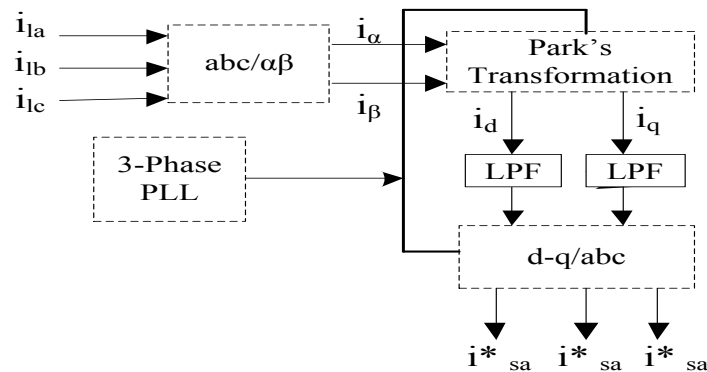 i_la
i_lb
i_lc
abc/αβ
i_α
i_β
Park's
Transformation
i_d
i_q
3-Phase
PLL
LPF
LPF
d-q/abc
i*_sa
i*_sa
i*_sa